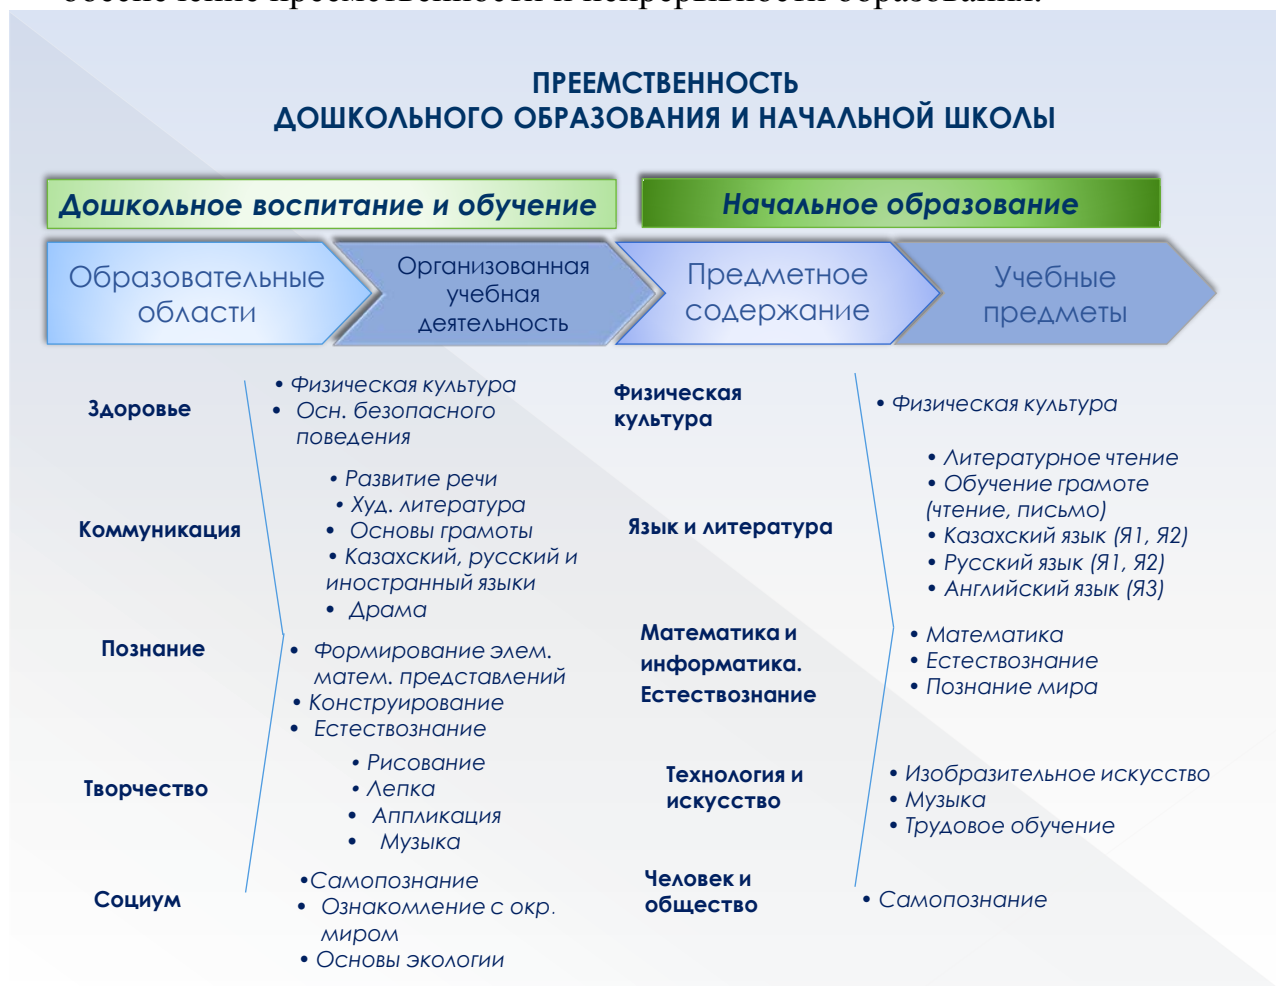 обеспечение преемственности и непрерывности образования.
ПРЕЕМСТВЕННОСТЬ
ДОШКОЛЬНОГО ОБРАЗОВАНИЯ И НАЧАЛЬНОЙ ШКОЛЫ
Дошкольное воспитание и обучение
Начальное образование
Образовательные
области
Организованная
учебная
деятельность
Предметное
содержание
Учебные
предметы
Здоровье
• Физическая культура
• Осн. безопасного
поведения
Физическая
культура
• Физическая культура
Коммуникация
• Развитие речи
• Худ. литература
• Основы грамоты
• Казахский, русский и
иностранный языки
• Драма
Язык и литература
• Литературное чтение
• Обучение грамоте
(чтение, письмо)
• Казахский язык (Я1, Я2)
• Русский язык (Я1, Я2)
• Английский язык (Я3)
Познание
• Формирование элем.
матем. представлений
• Конструирование
• Естествознание
Математика и
информатика.
Естествознание
• Математика
• Естествознание
• Познание мира
Творчество
• Рисование
• Лепка
• Аппликация
• Музыка
Технология и
искусство
• Изобразительное искусство
• Музыка
• Трудовое обучение
Социум
•Самопознание
• Ознакомление с окр.
миром
• Основы экологии
Человек и
общество
• Самопознание